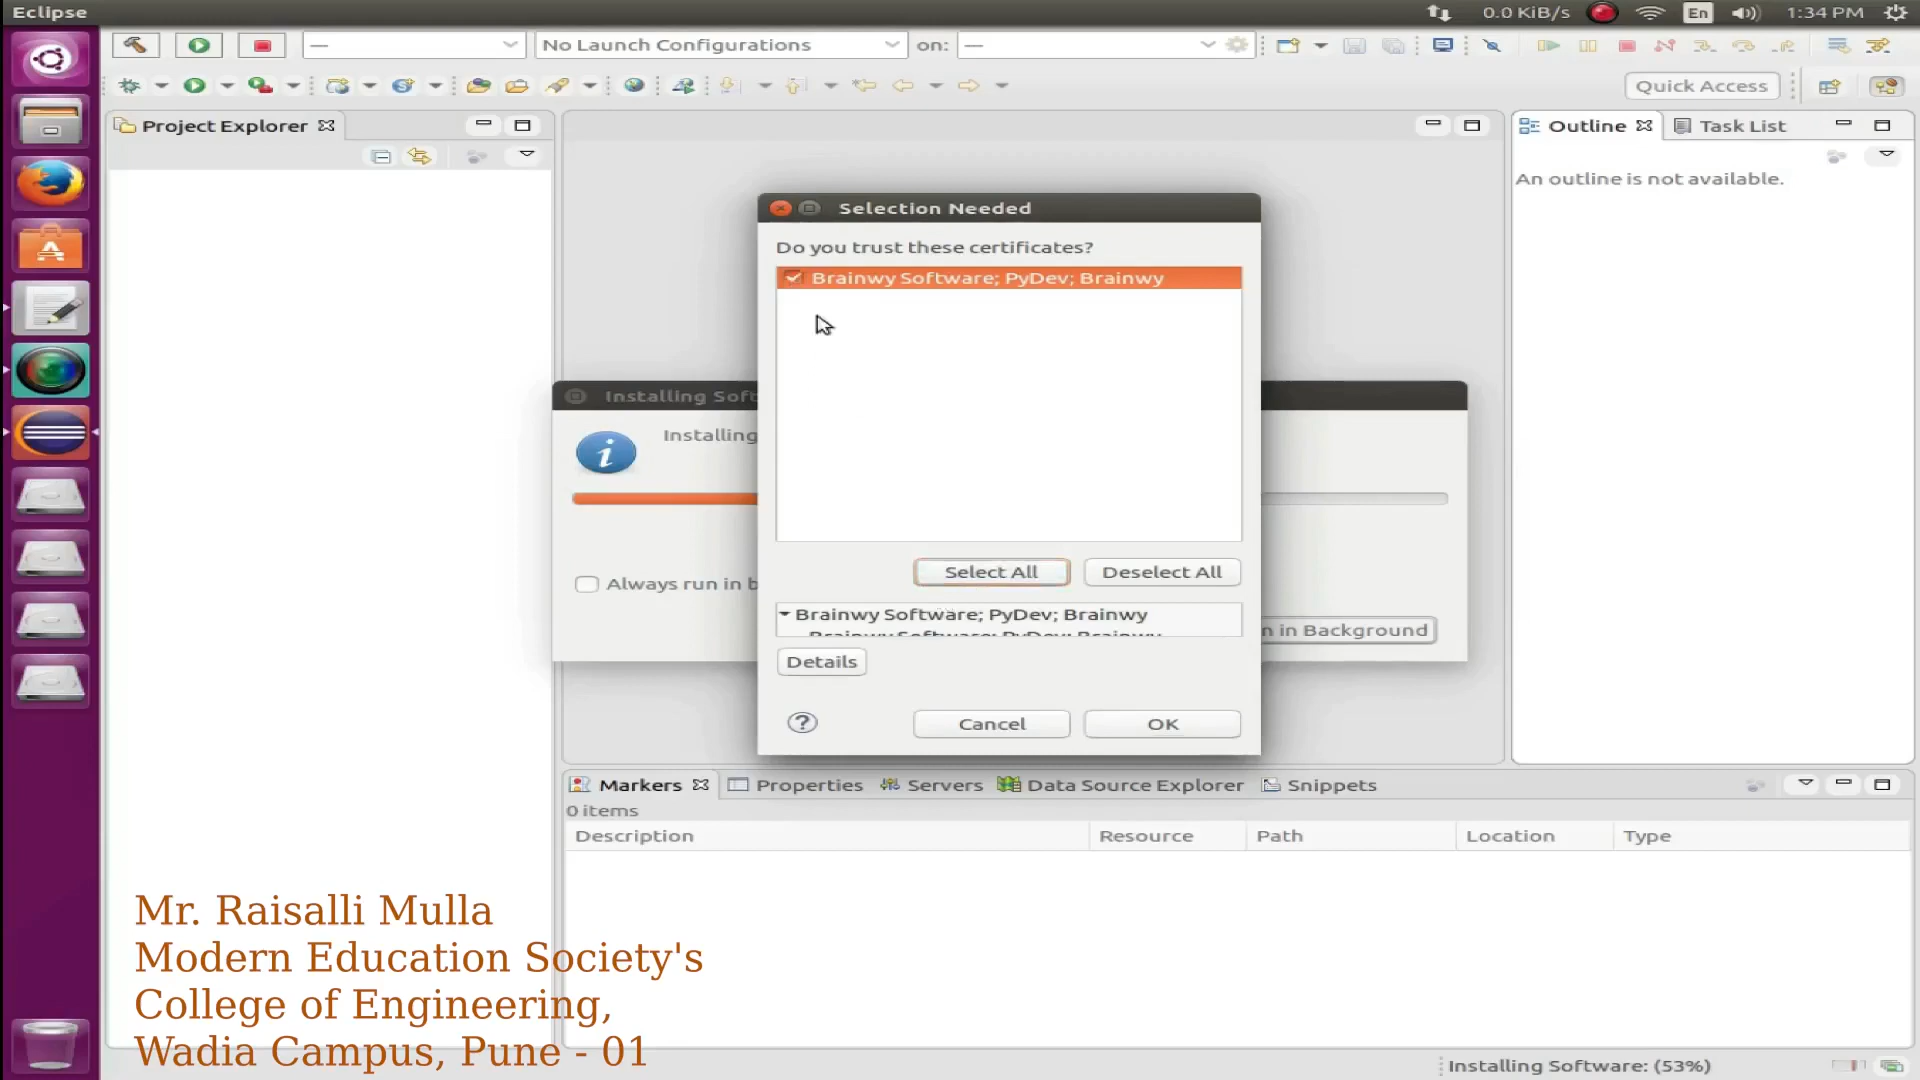 Eclipse
0.0 KiB/s
En
1:34 PM
—
No Launch Configurations
on:
—
Quick Access
Project Explorer
Outline
Task List
An outline is not available.
Selection Needed
Do you trust these certificates?
Brainwy Software; PyDev; Brainwy
Installing Soft
Installing
Always run in b
Select All
Deselect All
Brainwy Software; PyDev; Brainwy
Brainwy Software; PyDev; Brainwy
n in Background
Details
?
Cancel
OK
Markers
Properties
Servers
Data Source Explorer
Snippets
0 items
Description
Resource
Path
Location
Type
Mr. Raisalli Mulla
Modern Education Society's
College of Engineering,
Wadia Campus, Pune - 01
Installing Software: (53%)